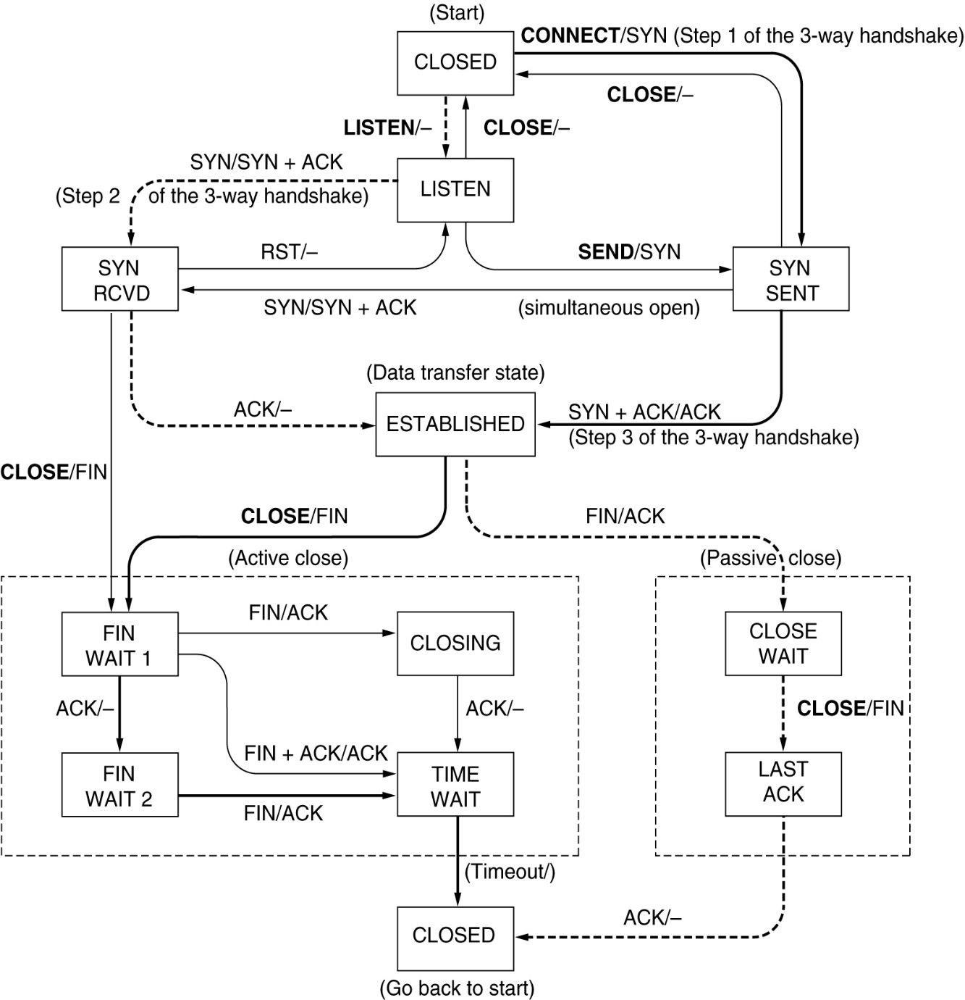 (Start)
CONNECT/SYN (Step 1 of the 3-way handshake)
CLOSED
CLOSE/–
LISTEN/–
CLOSE/–
SYN/SYN + ACK
(Step 2 of the 3-way handshake)
LISTEN
RST/–
SEND/SYN
SYN
RCVD
SYN
SENT
SYN/SYN + ACK
(simultaneous open)
(Data transfer state)
ACK/–
ESTABLISHED
SYN + ACK/ACK
(Step 3 of the 3-way handshake)
CLOSE/FIN
CLOSE/FIN
FIN/ACK
(Active close)
(Passive close)
FIN/ACK
FIN
WAIT 1
CLOSING
CLOSE
WAIT
ACK/–
ACK/–
CLOSE/FIN
FIN + ACK/ACK
FIN
WAIT 2
TIME
WAIT
LAST
ACK
FIN/ACK
(Timeout/)
ACK/–
CLOSED
(Go back to start)